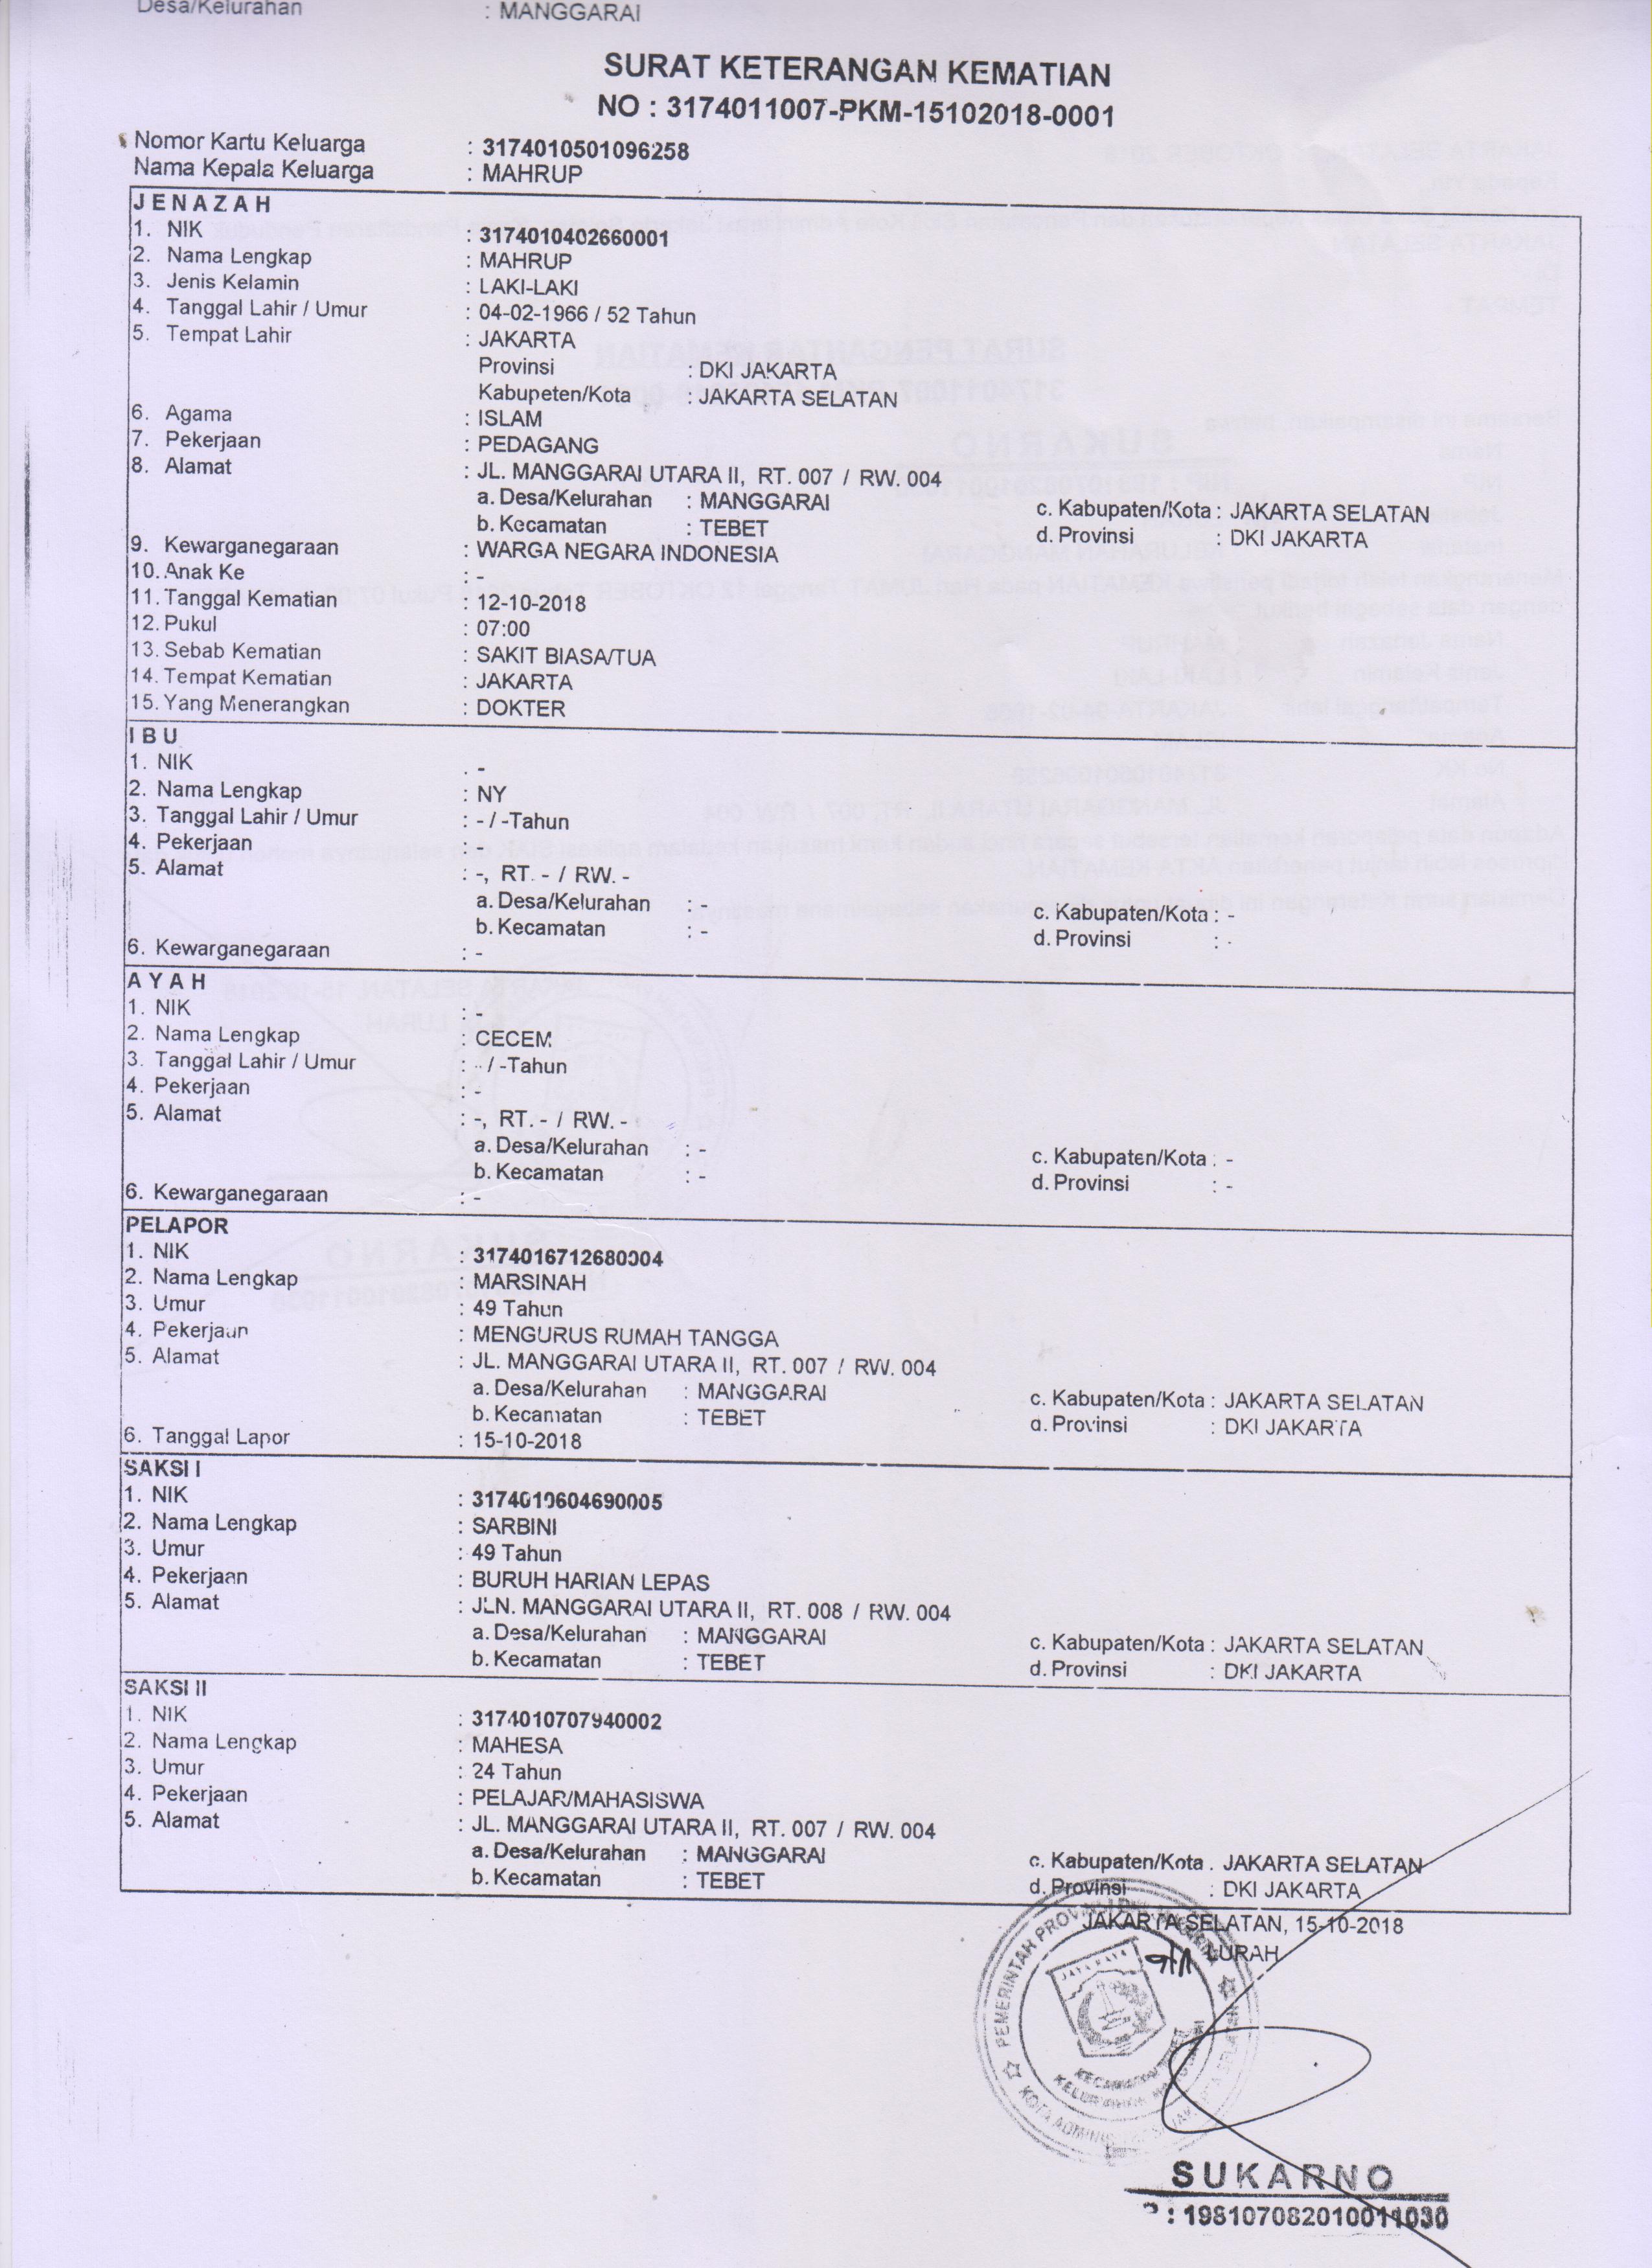 Desa/Kelurahan : MANGGARAI
SURAT KETERANGAN KEMATIAN
NO : 3174011007-PKM-15102018-0001
Nomor Kartu Keluarga : 3174010501096258
Nama Kepala Keluarga : MAHRUP
JENAZAH
1. NIK : 3174010402660001
2. Nama Lengkap : MAHRUP
3. Jenis Kelamin : LAKI-LAKI
4. Tanggal Lahir / Umur : 04-02-1966 / 52 Tahun
5. Tempat Lahir : JAKARTA
Provinsi : DKI JAKARTA
Kabupeten/Kota : JAKARTA SELATAN
6. Agama : ISLAM
7. Pekerjaan : PEDAGANG
8. Alamat : JL. MANGGARAI UTARA II, RT. 007 / RW. 004
a. Desa/Kelurahan : MANGGARAI c. Kabupaten/Kota : JAKARTA SELATAN
b. Kecamatan : TEBET d. Provinsi : DKI JAKARTA
9. Kewarganegaraan : WARGA NEGARA INDONESIA
10. Anak Ke : -
11. Tanggal Kematian : 12-10-2018
12. Pukul : 07:00
13. Sebab Kematian : SAKIT BIASA/TUA
14. Tempat Kematian : JAKARTA
15. Yang Menerangkan : DOKTER
IBU
1. NIK : -
2. Nama Lengkap : NY
3. Tanggal Lahir / Umur : - / -Tahun
4. Pekerjaan
5. Alamat : -, RT. - / RW. -
a. Desa/Kelurahan : - c. Kabupaten/Kota : -
b. Kecamatan : - d. Provinsi : -
6. Kewarganegaraan : -
AYAH
1. NIK : -
2. Nama Lengkap : CECEM
3. Tanggal Lahir / Umur : - / -Tahun
4. Pekerjaan : -
5. Alamat : -, RT. - / RW. -
a. Desa/Kelurahan : - c. Kabupaten/Kota : -
b. Kecamatan : - d. Provinsi : -
6. Kewarganegaraan : -
PELAPOR
1. NIK : 3174016712680004
2. Nama Lengkap : MARSINAH
3. Umur : 49 Tahun
4. Pekerjaan : MENGURUS RUMAH TANGGA
5. Alamat : JL. MANGGARAI UTARA II, RT. 007 / RW. 004
a. Desa/Kelurahan : MANGGARAI c. Kabupaten/Kota : JAKARTA SELATAN
b. Kecamatan : TEBET d. Provinsi : DKI JAKARTA
6. Tanggal Lapor : 15-10-2018
SAKSI I
1. NIK : 3174010604690005
2. Nama Lengkap : SARBINI
3. Umur : 49 Tahun
4. Pekerjaan : BURUH HARIAN LEPAS
5. Alamat : JLN. MANGGARAI UTARA II, RT. 008 / RW. 004
a. Desa/Kelurahan : MANGGARAI c. Kabupaten/Kota : JAKARTA SELATAN
b. Kecamatan : TEBET d. Provinsi : DKI JAKARTA
SAKSI II
1. NIK : 3174010707940002
2. Nama Lengkap : MAHESA
3. Umur : 24 Tahun
4. Pekerjaan : PELAJAR/MAHASISWA
5. Alamat : JL. MANGGARAI UTARA II, RT. 007 / RW. 004
a. Desa/Kelurahan : MANGGARAI c. Kabupaten/Kota : JAKARTA SELATAN
b. Kecamatan : TEBET d. Provinsi : DKI JAKARTA
JAKARTA SELATAN, 15-10-2018
LURAH
PEMERINTAH PROVINSI DKI JAKARTA
JAYA RAYA
KECAMATAN TEBET
KELURAHAN MANGGARAI
KOTA ADMINISTRASI JAKARTA SELATAN
SUKARNO
: 198107082010011030